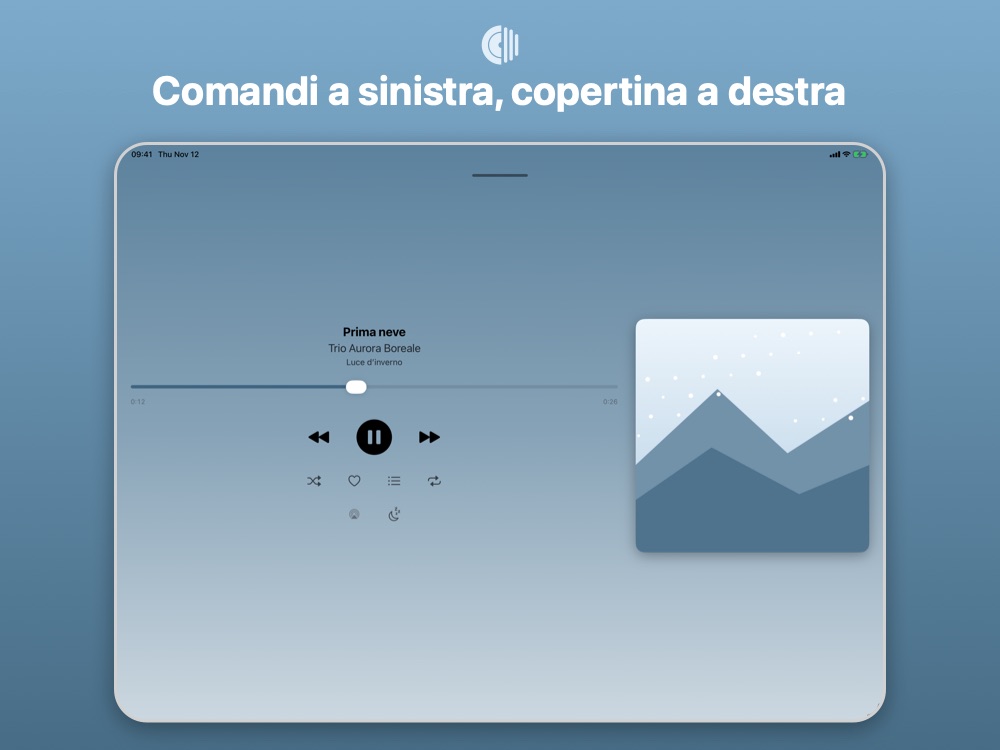 Comandi a sinistra, copertina a destra
09:41 Thu Nov 12
Prima neve
Trio Aurora Boreale
Luce d'inverno
0:13
0:26